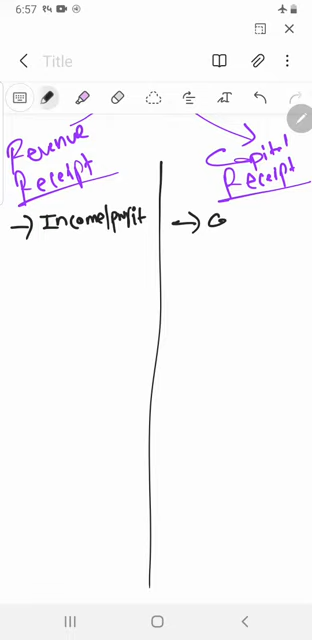 6:57
Title
Revenue
Receipt
Capital
Receipt
→ Income/profit
→ C